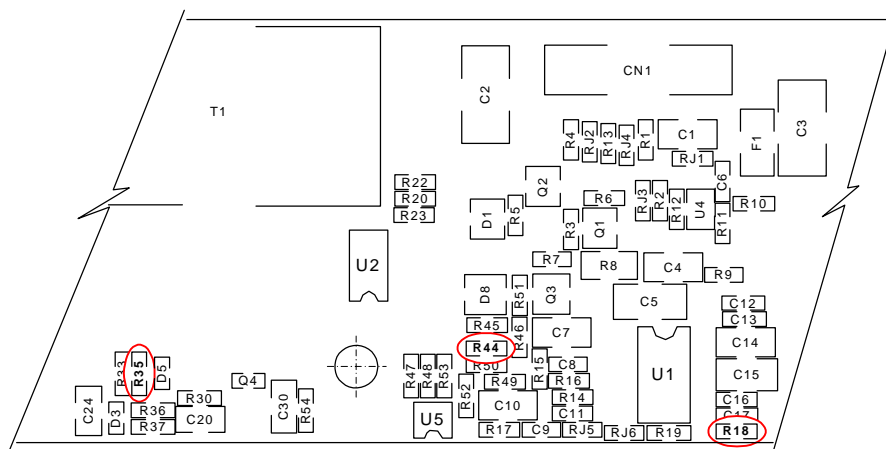 CN1
T1
C2
C3
F1
R4
RJ2
R13
RJ4
R1
C1
RJ1
C6
R22
R20
R23
Q2
D1
R5
R6
R3
Q1
RJ3
R2
R12
U4
R11
R10
U2
R7
R8
C4
R9
D8
R51
Q3
C5
C12
C13
R45
R46
C7
C14
R44
R50
R15
C8
U1
C15
R33
R35
D5
Q4
R47
R48
R53
R49
R16
R52
R14
C16
C24
D3
R36
R30
C20
C30
R54
C10
C11
C17
R37
U5
R17
C9
RJ5
RJ6
R19
R18